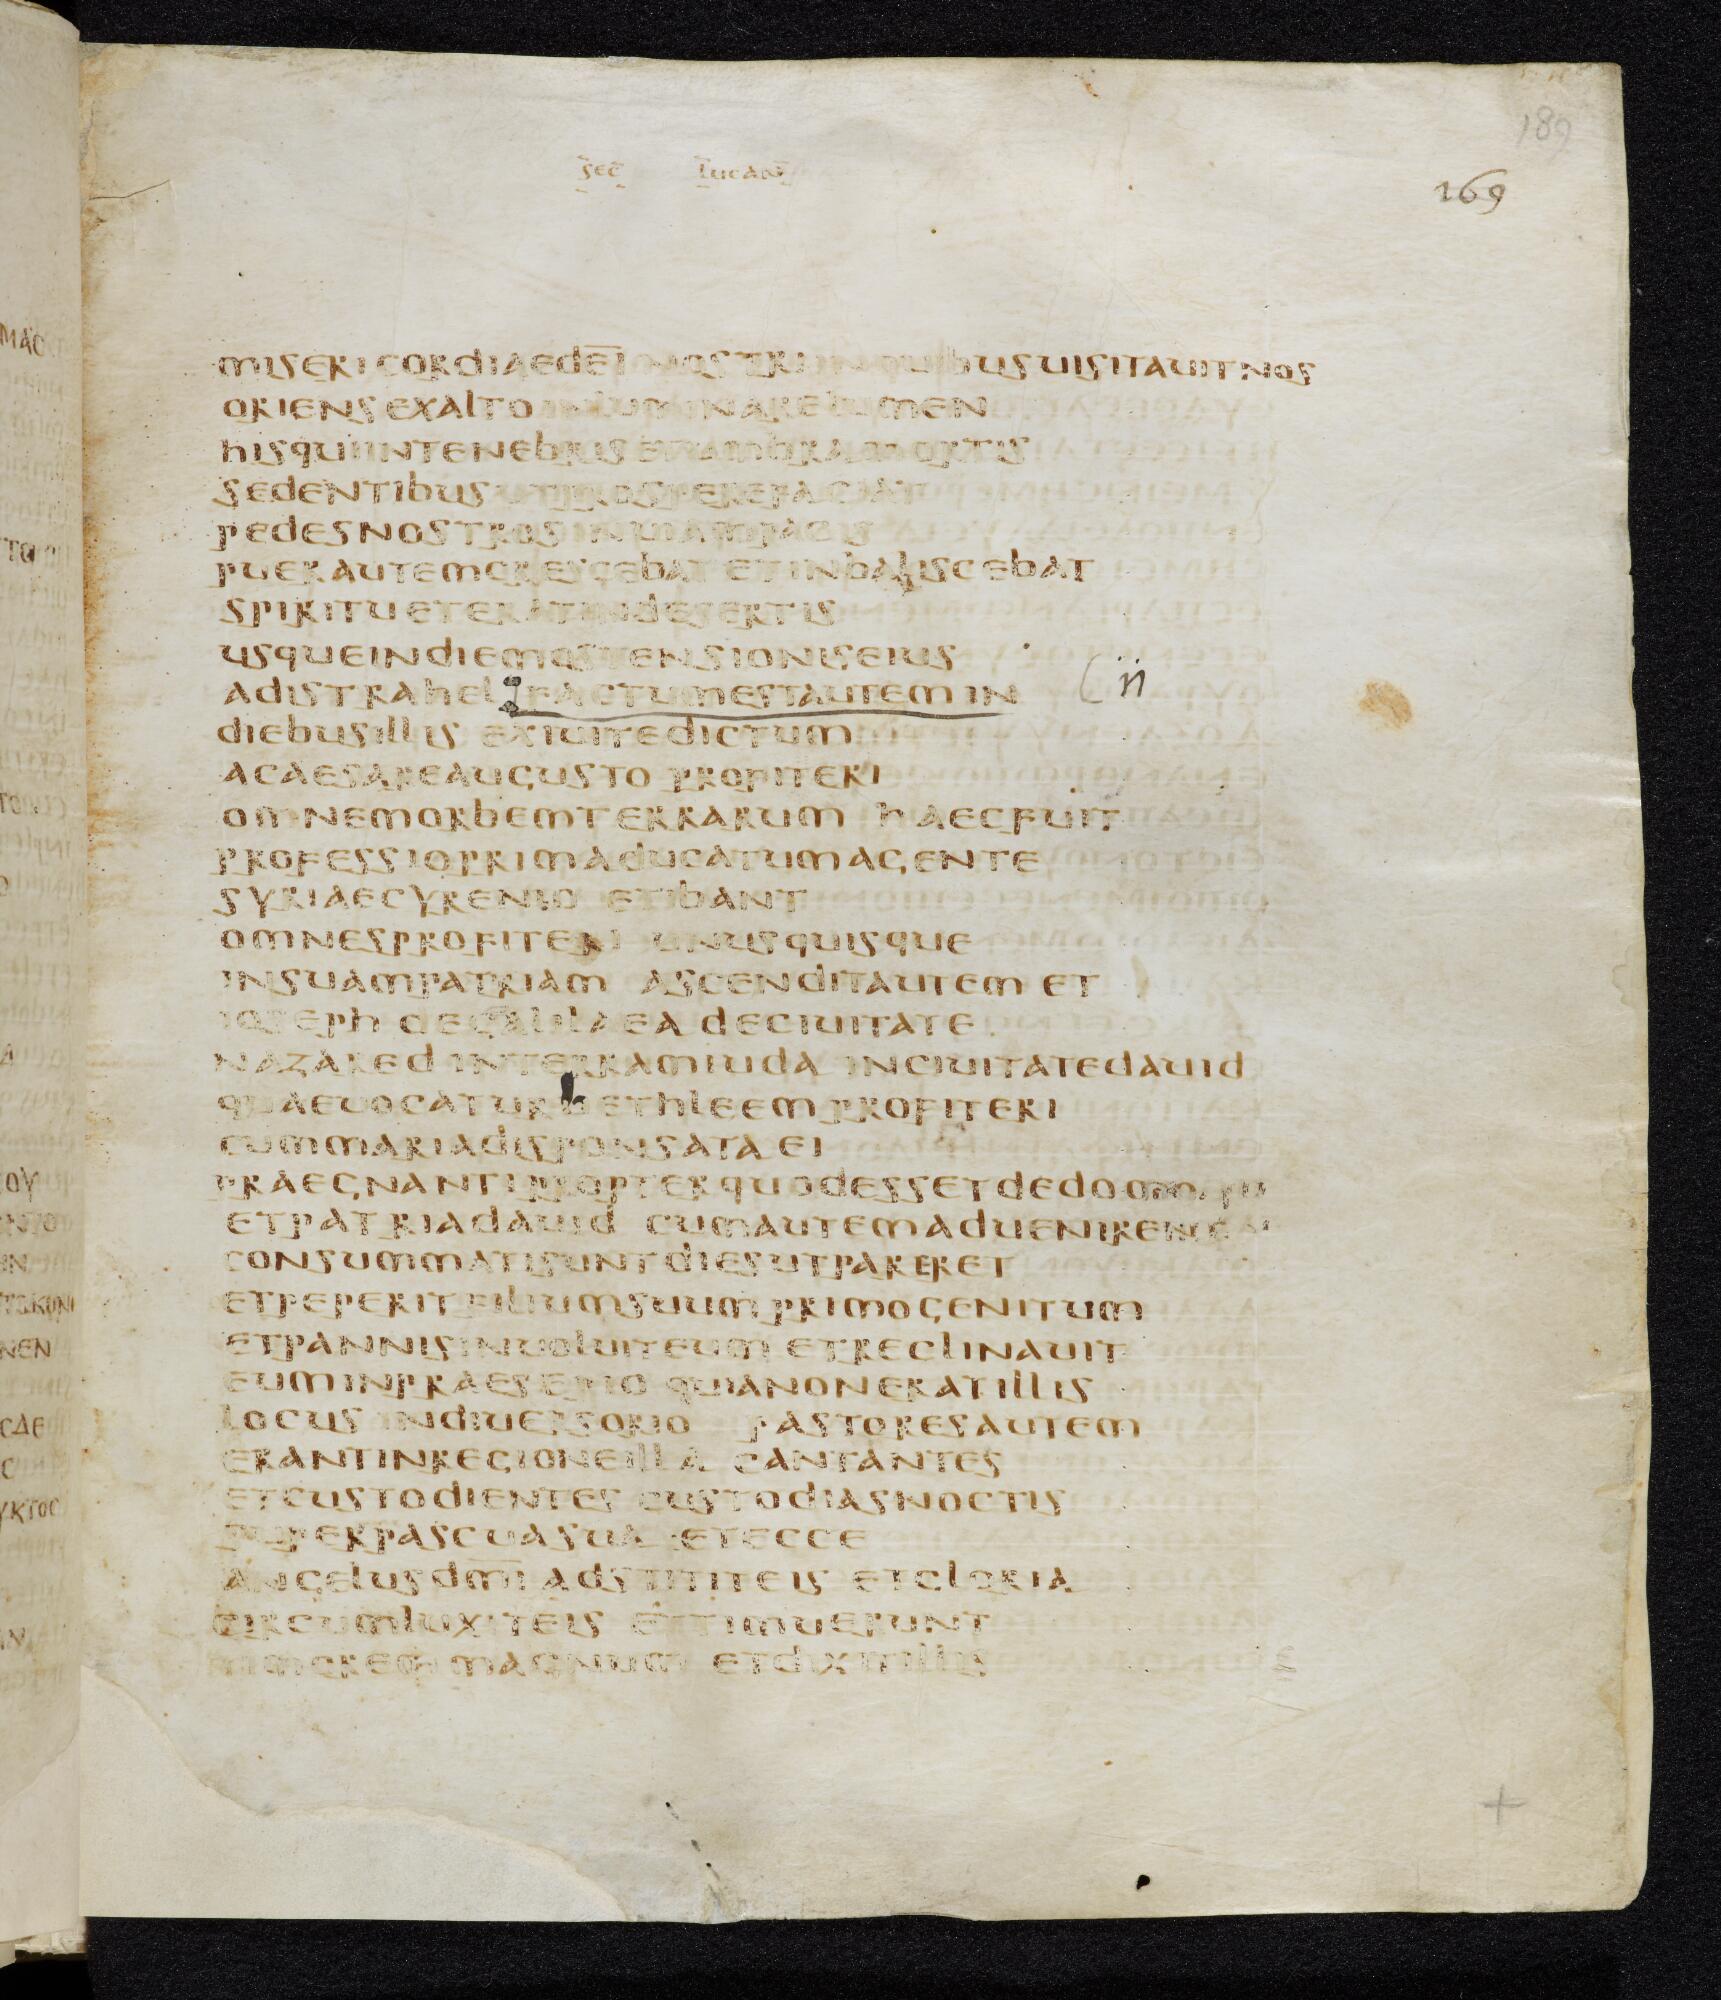 189
sec lucan
169
misericordiae dei nostri in quibus uisitauit nos
oriens ex alto inluminare lumen
his qui in tenebris et umbra mortis
sedentibus ut prosperefaciat
pedes nostros in uiam pacis
puer autem crescebat et inbaliscebat
spiritu et erat in desertis
usque in diem ostensionis eius
ad istrahel factum est autem in ii
diebus illis exiuit edictum
a caesare augusto profiteri
omnem orbem terrarum haec fuit
professio prima ducatum agente
syriae cyrenio et ibant
omnes profiteri unusquisque
in suam patriam ascendit autem et
ioseph de galilaea de ciuitate
nazared in terram iuda in ciuitate dauid
quae uocatur bethleem profiteri
cum maria disponsata ei
praegnanti propter quod esset de domo
et patria dauid cum autem aduenirent
consummati sunt dies ut pareret
et peperit filium suum primogenitum
et pannis inuoluit eum et reclinauit
eum in praesepio quia non erat illis
locus in diuersorio pastores autem
erant in regione illa cantantes
et custodientes custodias noctis
super pascua sua et ecce
angelus dmi adstitit eis et gloria
circumluxit eis et timuerunt
timorem magnum et dixit illis